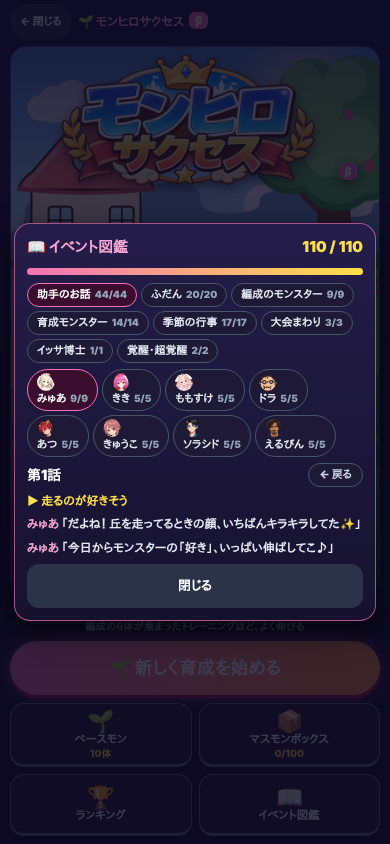 ← 閉じる 🌱 モンヒロサクセス β
モンヒロ
サクセス
β
📖 イベント図鑑 110 / 110
助手のお話 44/44 ふだん 20/20 編成のモンスター 9/9
育成モンスター 14/14 季節の行事 17/17 大会まわり 3/3
イッサ博士 1/1 覚醒・超覚醒 2/2
みゅあ 9/9 きき 5/5 ももすけ 5/5 ドラ 5/5
あつ 5/5 きゅうこ 5/5 ソラシド 5/5 えるびん 5/5
第1話 ← 戻る
▶ 走るのが好きそう
みゅあ「だよね！丘を走ってるときの顔、いちばんキラキラしてた✨」
みゅあ「今日からモンスターの「好き」、いっぱい伸ばしてこ♪」
閉じる
編成の6体が集まったトレーニングほど、よく伸びる
🌱 新しく育成を始める
ベースモン マスモンボックス
10体 0/100
ランキング イベント図鑑